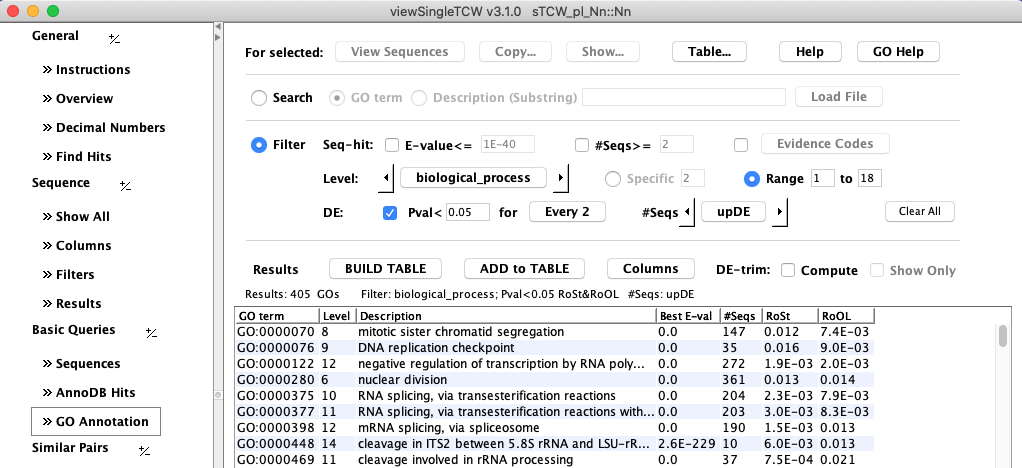 viewSingleTCW v3.1.0 sTCW_pl_Nn::Nn
General +/-
>> Instructions
>> Overview
>> Decimal Numbers
>> Find Hits
Sequence +/-
>> Show All
>> Columns
>> Filters
>> Results
Basic Queries +/-
>> Sequences
>> AnnoDB Hits
>> GO Annotation
Similar Pairs +/-
For selected: View Sequences Copy... Show... Table... Help GO Help
Search GO term Description (Substring) Load File
Filter Seq-hit: E-value<= 1E-40 #Seqs>= 2 Evidence Codes
Level: biological_process Specific 2 Range 1 to 18
DE: Pval< 0.05 for Every 2 #Seqs upDE Clear All
Results BUILD TABLE ADD to TABLE Columns DE-trim: Compute Show Only
Results: 405 GOs Filter: biological_process; Pval<0.05 RoSt&RoOL #Seqs: upDE
GO term Level Description Best E-val #Seqs RoSt RoOL
GO:0000070 8 mitotic sister chromatid segregation 0.0 147 0.012 7.4E-03
GO:0000076 9 DNA replication checkpoint 0.0 35 0.016 9.0E-03
GO:0000122 12 negative regulation of transcription by RNA poly... 0.0 272 1.9E-03 2.0E-03
GO:0000280 6 nuclear division 0.0 361 0.013 0.014
GO:0000375 10 RNA splicing, via transesterification reactions 0.0 204 2.3E-03 7.9E-03
GO:0000377 11 RNA splicing, via transesterification reactions with... 0.0 203 3.0E-03 8.3E-03
GO:0000398 12 mRNA splicing, via spliceosome 0.0 190 1.5E-03 0.013
GO:0000448 14 cleavage in ITS2 between 5.8S rRNA and LSU-rR... 2.6E-229 10 6.0E-03 0.013
GO:0000469 11 cleavage involved in rRNA processing 0.0 37 7.5E-04 0.021